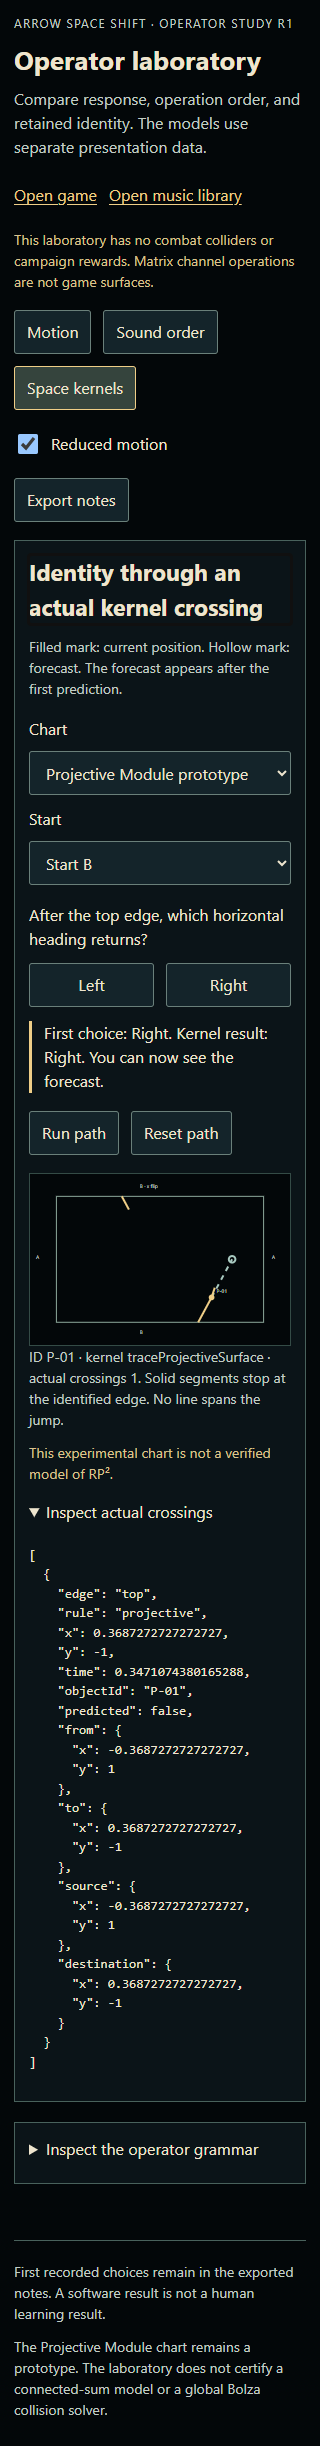 ARROW SPACE SHIFT · OPERATOR STUDY R1
Operator laboratory
Compare response, operation order, and
retained identity. The models use
separate presentation data.
Open game Open music library
This laboratory has no combat colliders or
campaign rewards. Matrix channel operations
are not game surfaces.
Motion Sound order
Space kernels
Reduced motion
Export notes
Identity through an
actual kernel crossing
Filled mark: current position. Hollow mark:
forecast. The forecast appears after the
first prediction.
Chart
Projective Module prototype
Start
Start B
After the top edge, which horizontal
heading returns?
Left Right
First choice: Right. Kernel result:
Right. You can now see the
forecast.
Run path Reset path
B · x flip
A A
P-01
B
ID P-01 · kernel traceProjectiveSurface ·
actual crossings 1. Solid segments stop at
the identified edge. No line spans the
jump.
This experimental chart is not a verified
model of RP².
▼ Inspect actual crossings
[
{
"edge": "top",
"rule": "projective",
"x": 0.3687272727272727,
"y": -1,
"time": 0.3471074380165288,
"objectId": "P-01",
"predicted": false,
"from": {
"x": -0.3687272727272727,
"y": 1
},
"to": {
"x": 0.3687272727272727,
"y": -1
},
"source": {
"x": -0.3687272727272727,
"y": 1
},
"destination": {
"x": 0.3687272727272727,
"y": -1
}
}
]
▶ Inspect the operator grammar
First recorded choices remain in the exported
notes. A software result is not a human
learning result.
The Projective Module chart remains a
prototype. The laboratory does not certify a
connected-sum model or a global Bolza
collision solver.